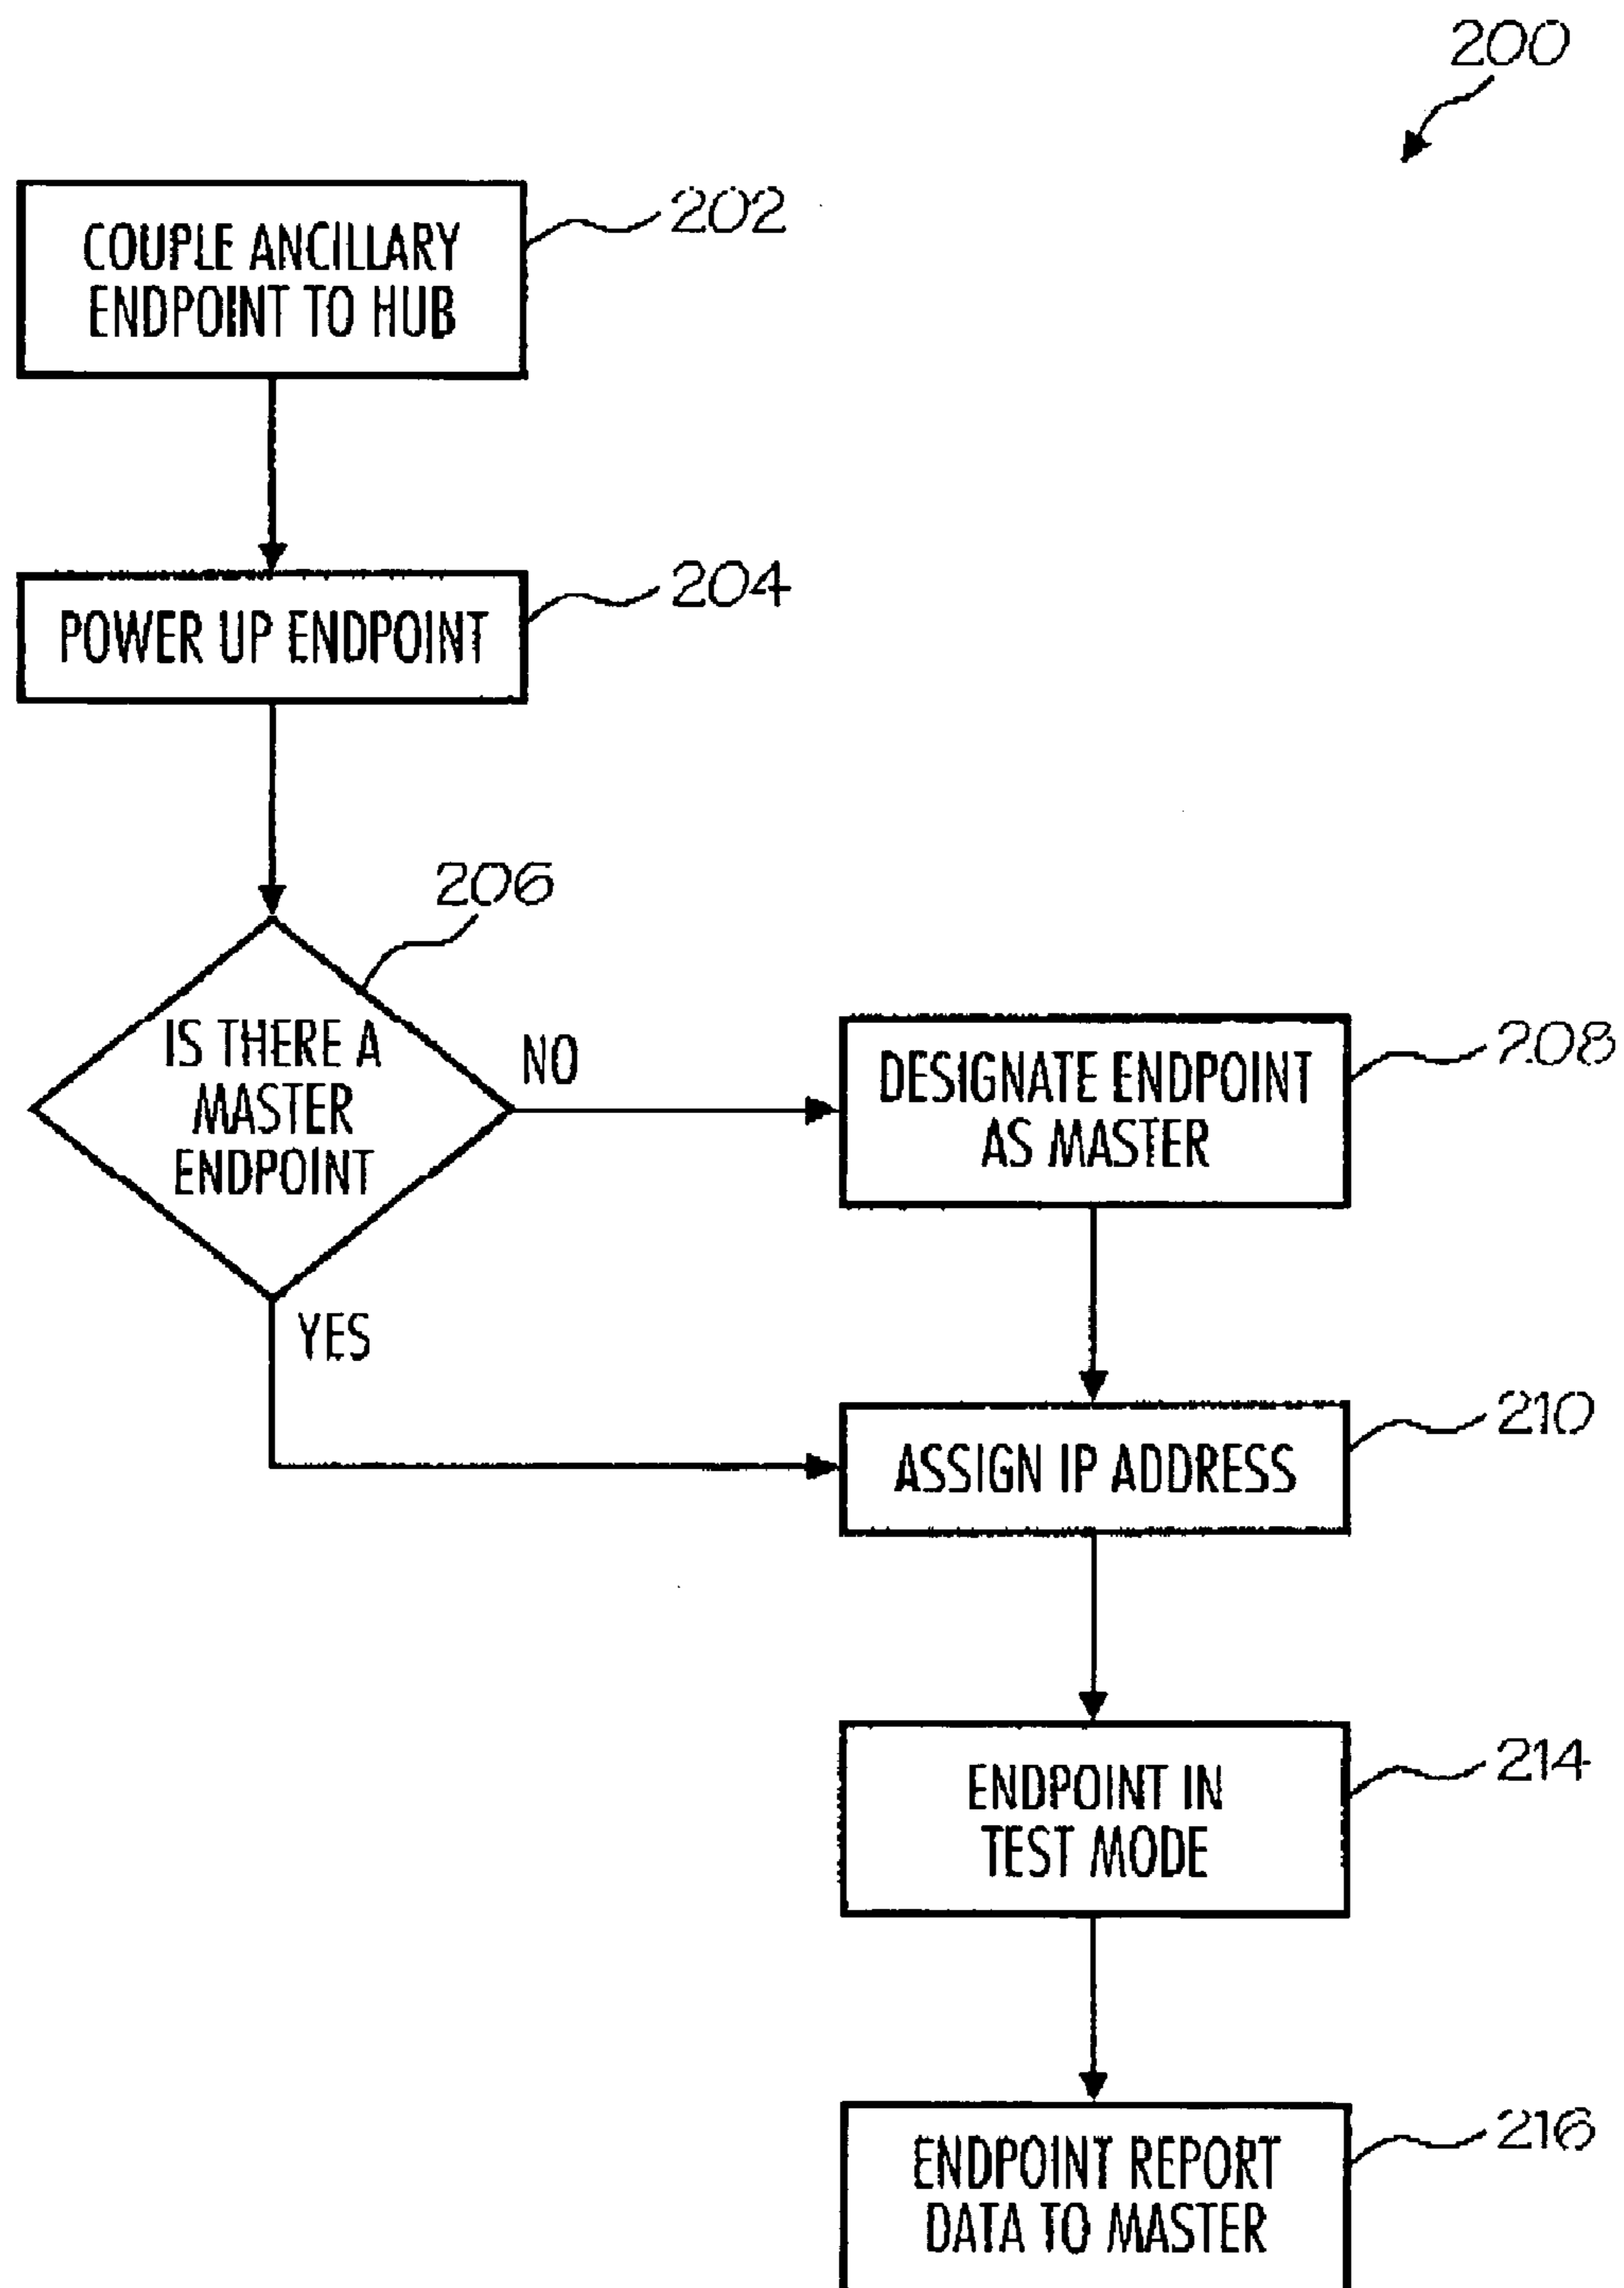 200
COUPLE ANCILLARY
ENDPOINT TO HUB
202
POWER UP ENDPOINT
204
206
IS THERE A
MASTER
ENDPOINT
NO
YES
DESIGNATE ENDPOINT
AS MASTER
208
ASSIGN IP ADDRESS
210
ENDPOINT IN
TEST MODE
214
ENDPOINT REPORT
DATA TO MASTER
216